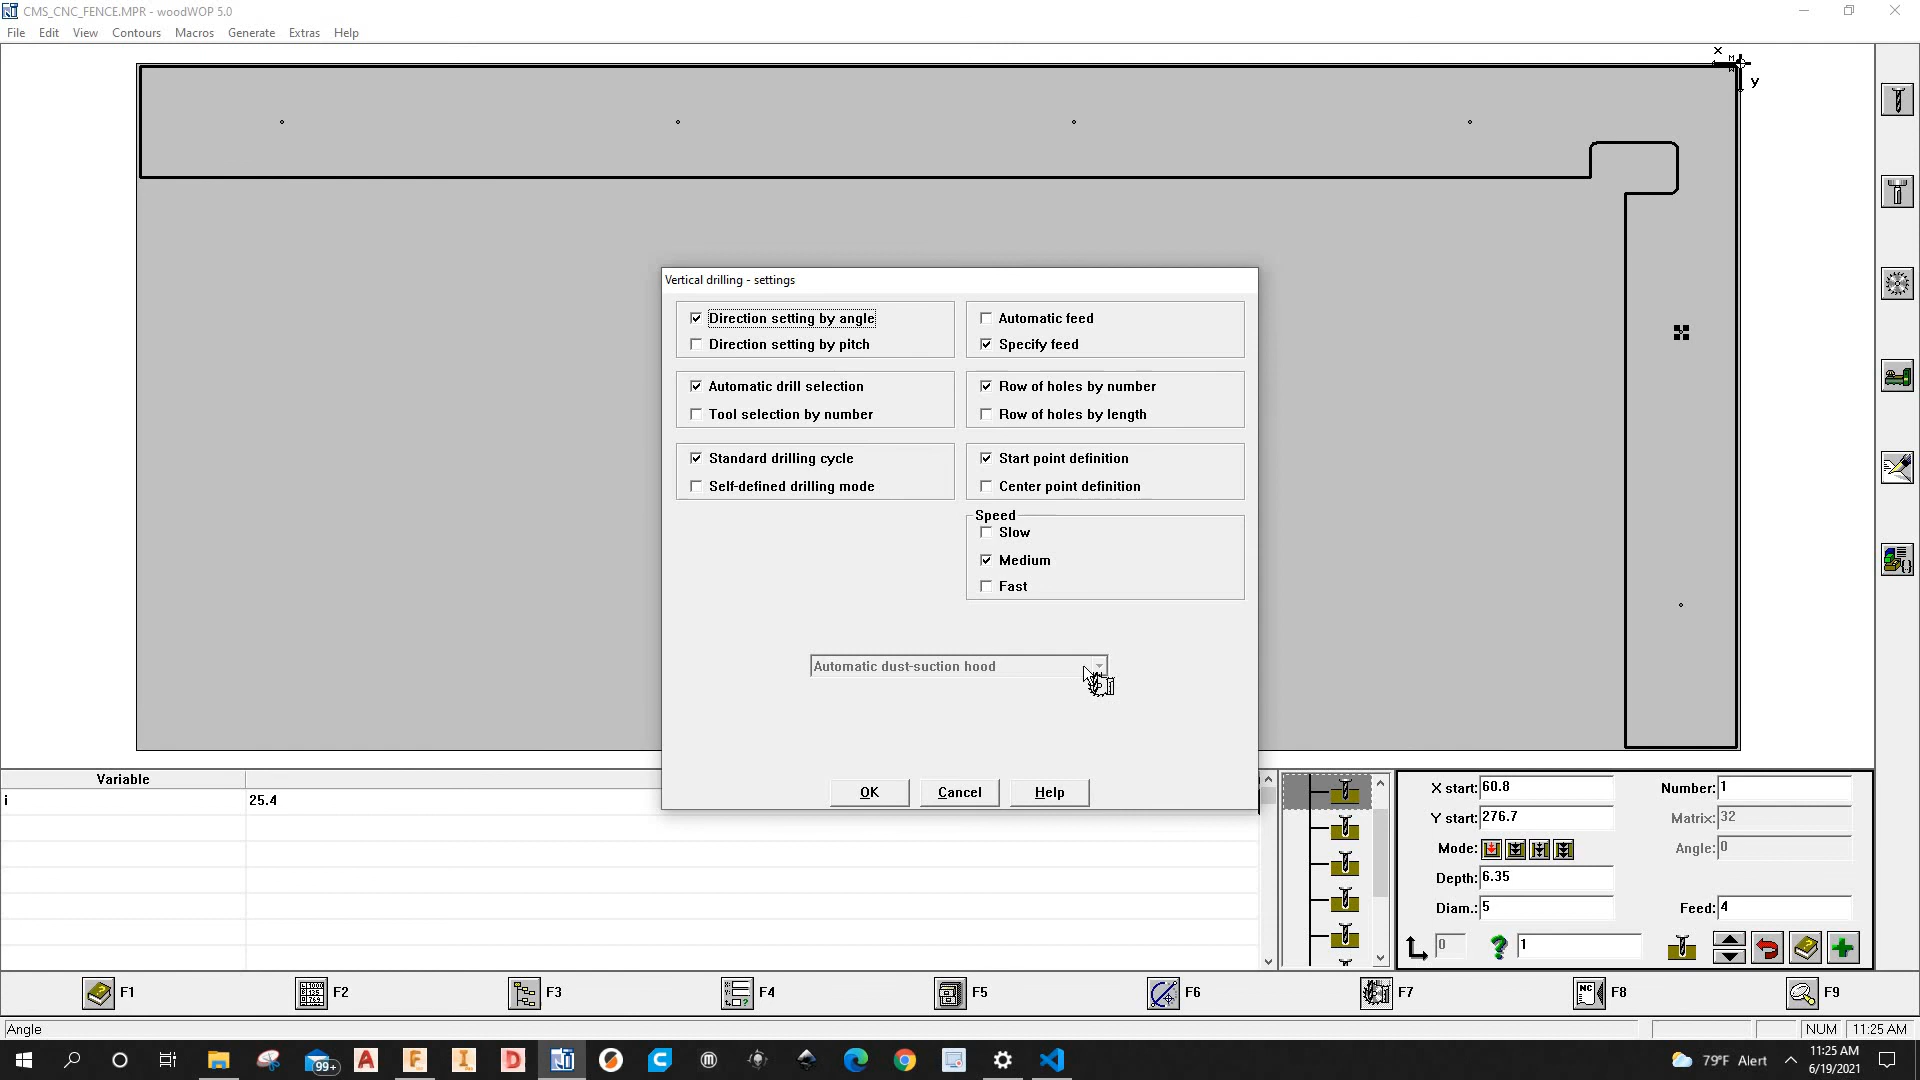 CMS_CNC_FENCE.MPR - woodWOP 5.0
File Edit View Contours Macros Generate Extras Help
x
y
Vertical drilling - settings
Direction setting by angle
Direction setting by pitch
Automatic feed
Specify feed
Automatic drill selection
Tool selection by number
Row of holes by number
Row of holes by length
Standard drilling cycle
Self-defined drilling mode
Start point definition
Center point definition
Speed
Slow
Medium
Fast
Automatic dust-suction hood
OK Cancel Help
Variable
i 25.4
X start: 60.8 Number: 1
Y start: 276.7 Matrix: 32
Mode: Angle: 0
Depth: 6.35
Diam.: 5 Feed: 4
0 ? 1
F1 F2 F3 F4 F5 F6 F7 NC F8 F9
Angle NUM 11:25 AM
99+ 79°F Alert 11:25 AM
6/19/2021